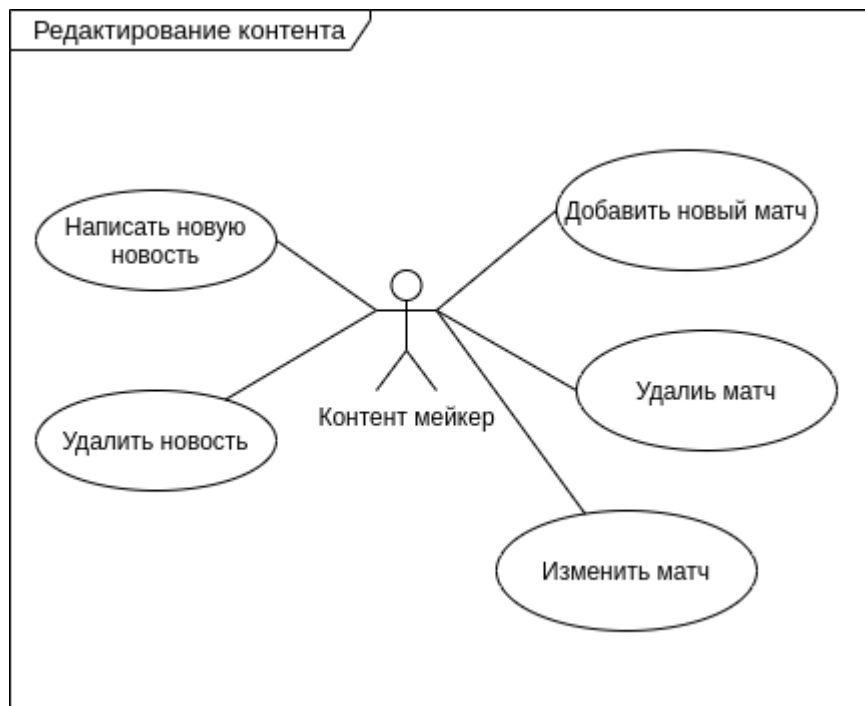 Редактирование контента
Написать новую
новость
Добавить новый матч
Удалиь матч
Контент мейкер
Удалить новость
Изменить матч